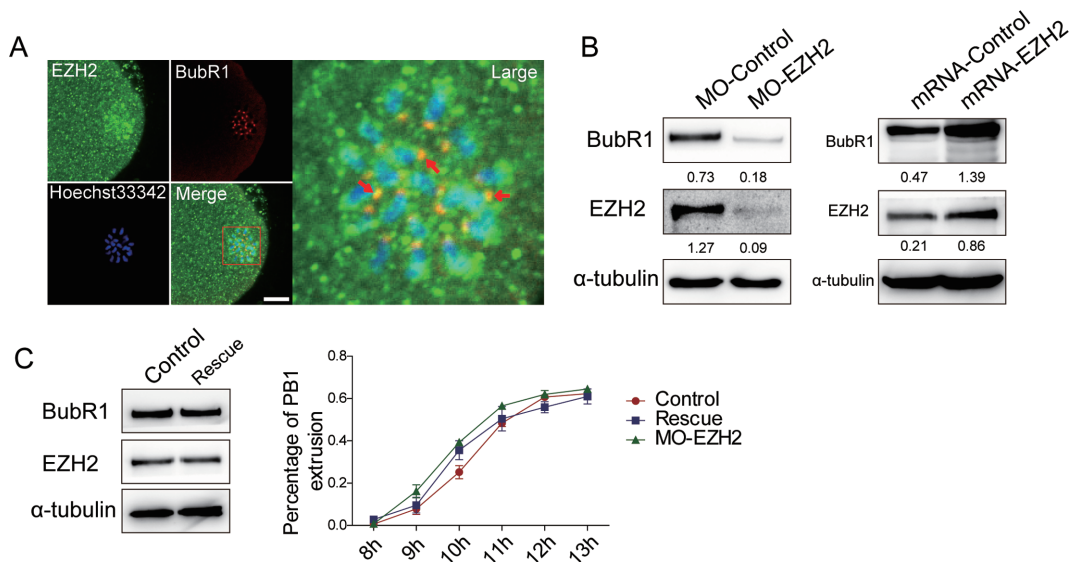 A
EZH2
BubR1
Large
Hoechst33342
Merge
B
MO-Control
MO-EZH2
BubR1
0.73 0.18
EZH2
1.27 0.09
α-tubulin
mRNA-Control
mRNA-EZH2
BubR1
0.47 1.39
EZH2
0.21 0.86
α-tubulin
C
Control
Rescue
BubR1
EZH2
α-tubulin
Percentage of PB1
extrusion
0.8
0.6
0.4
0.2
0.0
8h 9h 10h 11h 12h 13h
Control
Rescue
MO-EZH2